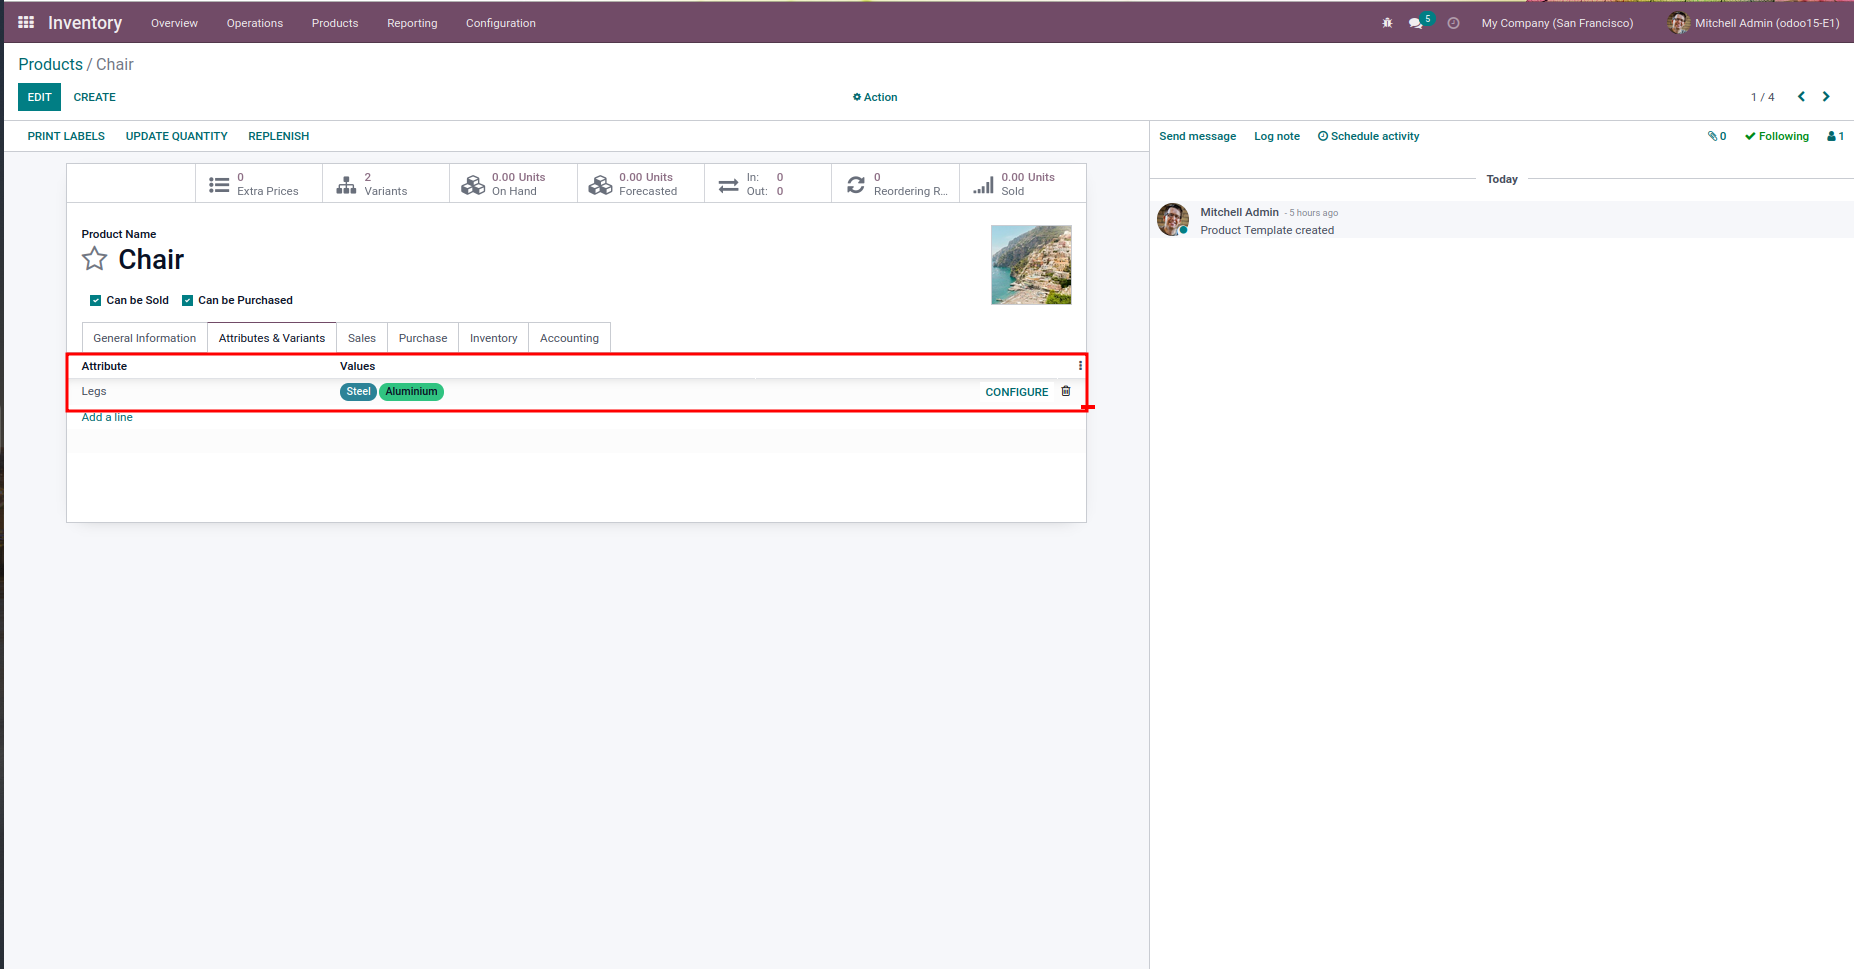 Inventory Overview Operations Products Reporting Configuration 5 My Company (San Francisco) Mitchell Admin (odoo15-E1)
Products / Chair
EDIT CREATE Action 1 / 4
PRINT LABELS UPDATE QUANTITY REPLENISH
0 Extra Prices
2 Variants
0.00 Units On Hand
0.00 Units Forecasted
In: 0
Out: 0
0 Reordering R...
0.00 Units Sold
Product Name
Chair
Can be Sold Can be Purchased
General Information Attributes & Variants Sales Purchase Inventory Accounting
Attribute Values
Legs Steel Aluminium CONFIGURE
Add a line
Send message Log note Schedule activity 0 Following 1
Today
Mitchell Admin - 5 hours ago
Product Template created